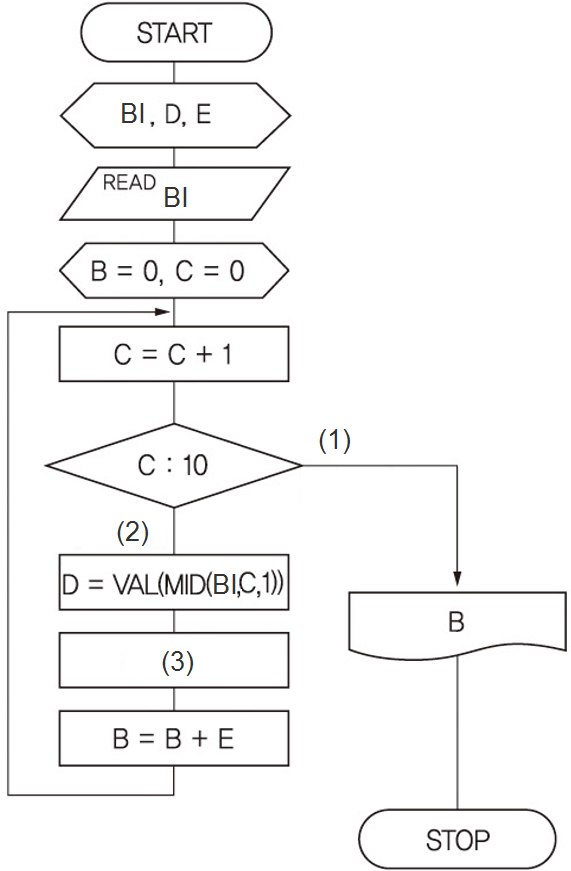 START
BI, D, E
READ
BI
B = 0, C = 0
C = C + 1
(1)
C : 10
(2)
D = VAL(MID(BI,C,1))
B
(3)
B = B + E
STOP